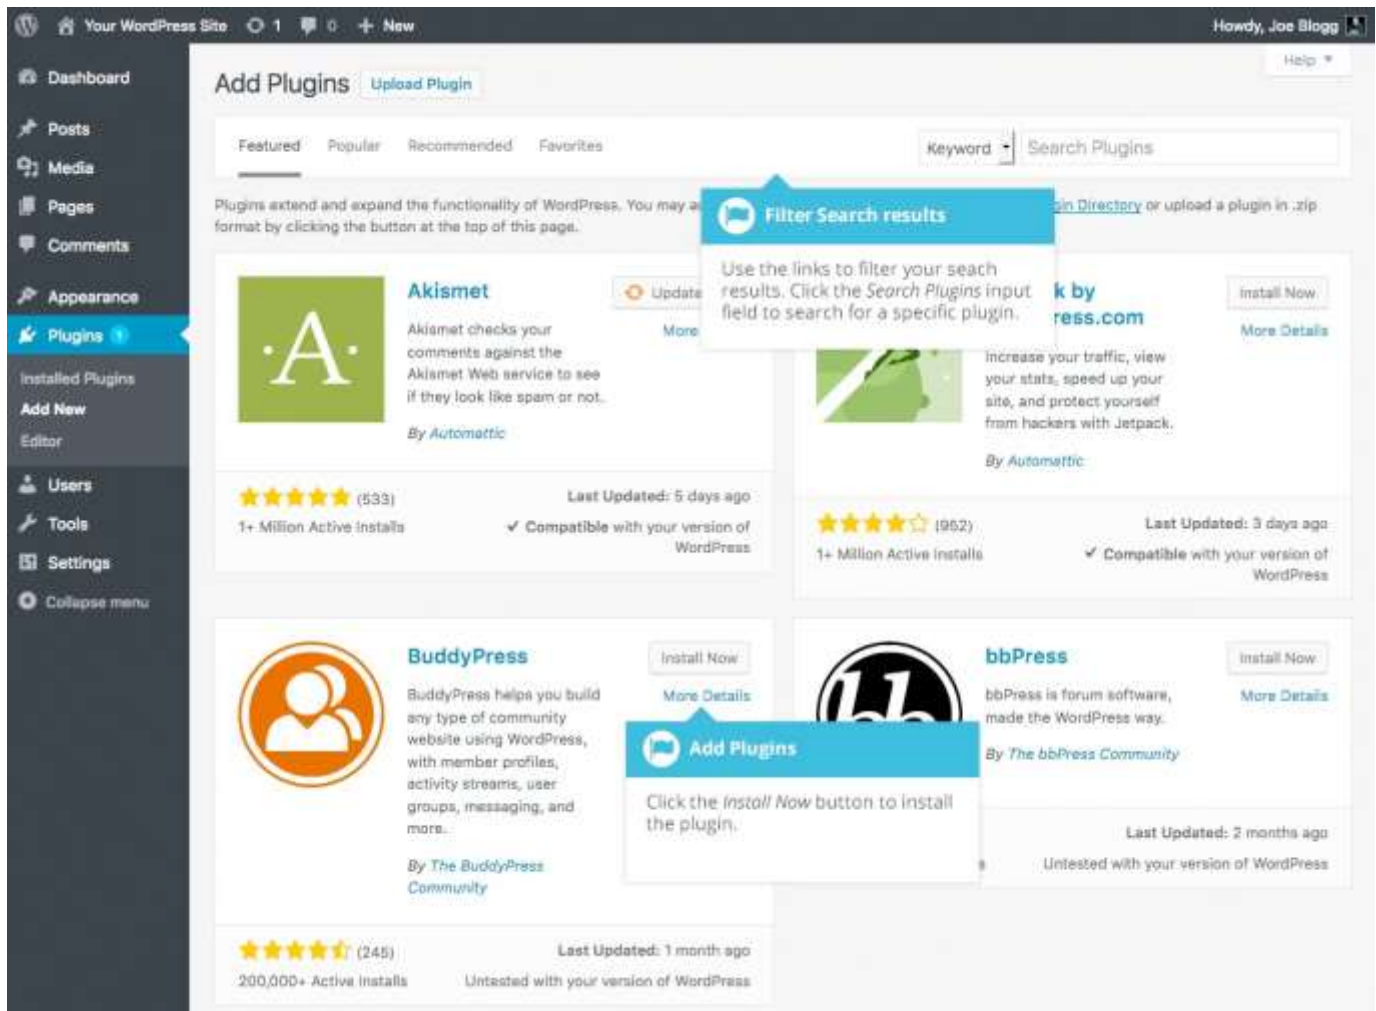 Your WordPress Site 1 0 + New
Howdy, Joe Blogg
Help
Dashboard
Posts
Media
Pages
Comments
Appearance
Plugins 1
Installed Plugins
Add New
Editor
Users
Tools
Settings
Collapse menu
Add Plugins Upload Plugin
Featured Popular Recommended Favorites
Keyword Search Plugins
Plugins extend and expand the functionality of WordPress. You may a
in Directory or upload a plugin in .zip
format by clicking the button at the top of this page.
Filter Search results
Use the links to filter your seach
results. Click the Search Plugins input
field to search for a specific plugin.
Akismet
Update
More
Akismet checks your
comments against the
Akismet Web service to see
if they look like spam or not.
By Automattic
(533)
1+ Million Active Installs
Last Updated: 5 days ago
✓ Compatible with your version of
WordPress
k by
ress.com
Install Now
More Details
Increase your traffic, view
your stats, speed up your
site, and protect yourself
from hackers with Jetpack.
By Automattic
(952)
1+ Million Active Installs
Last Updated: 3 days ago
✓ Compatible with your version of
WordPress
BuddyPress
Install Now
More Details
BuddyPress helps you build
any type of community
website using WordPress,
with member profiles,
activity streams, user
groups, messaging, and
more.
By The BuddyPress
Community
(245)
200,000+ Active Installs
Last Updated: 1 month ago
Untested with your version of WordPress
Add Plugins
Click the Install Now button to install
the plugin.
bbPress
Install Now
More Details
bbPress is forum software,
made the WordPress way.
By The bbPress Community
Last Updated: 2 months ago
Untested with your version of WordPress